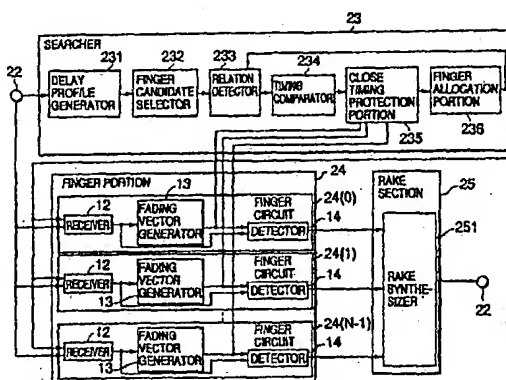 23
SEARCHER
231
232
233
234
22
DELAY
PROFILE
GENERATOR
FINGER
CANDIDATE
SELECTOR
RELATION
DETECTOR
TIMING
COMPARATOR
CLOSE
TIMING
PROTECTION
PORTION
FINGER
ALLOCATION
PORTION
235
236
FINGER PORTION
13
24
RAKE
SECTION
25
12
RECEIVER
FADING
VECTOR
GENERATOR
FINGER
CIRCUIT
24(0)
14
DETECTOR
251
12
RECEIVER
FADING
VECTOR
GENERATOR
13
FINGER
CIRCUIT
24(1)
14
DETECTOR
RAKE
SYNTHE-
SIZER
22
12
RECEIVER
FADING
VECTOR
GENERATOR
13
FINGER
CIRCUIT
24(N-1)
14
DETECTOR